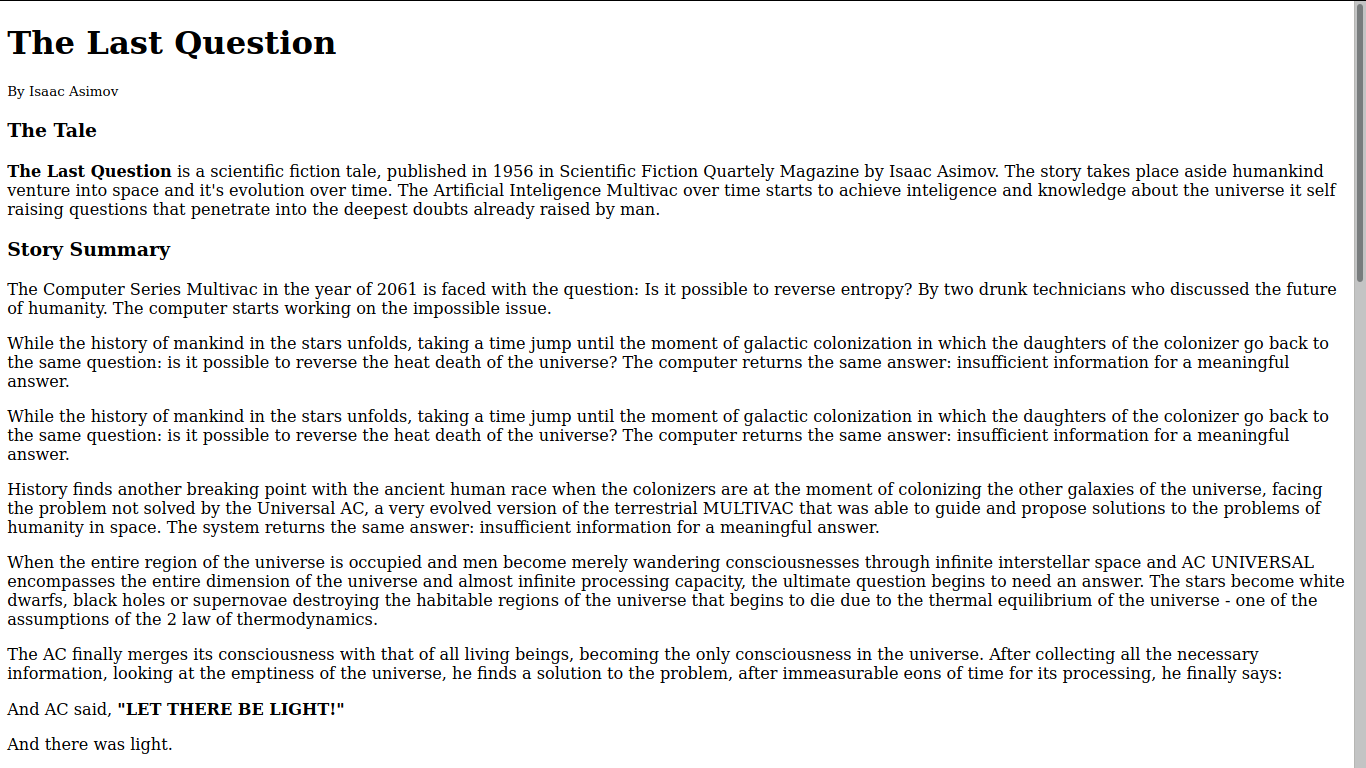 The Last Question
By Isaac Asimov
The Tale
The Last Question is a scientific fiction tale, published in 1956 in Scientific Fiction Quartely Magazine by Isaac Asimov. The story takes place aside humankind
venture into space and it's evolution over time. The Artificial Inteligence Multivac over time starts to achieve inteligence and knowledge about the universe it self
raising questions that penetrate into the deepest doubts already raised by man.
Story Summary
The Computer Series Multivac in the year of 2061 is faced with the question: Is it possible to reverse entropy? By two drunk technicians who discussed the future
of humanity. The computer starts working on the impossible issue.
While the history of mankind in the stars unfolds, taking a time jump until the moment of galactic colonization in which the daughters of the colonizer go back to
the same question: is it possible to reverse the heat death of the universe? The computer returns the same answer: insufficient information for a meaningful
answer.
While the history of mankind in the stars unfolds, taking a time jump until the moment of galactic colonization in which the daughters of the colonizer go back to
the same question: is it possible to reverse the heat death of the universe? The computer returns the same answer: insufficient information for a meaningful
answer.
History finds another breaking point with the ancient human race when the colonizers are at the moment of colonizing the other galaxies of the universe, facing
the problem not solved by the Universal AC, a very evolved version of the terrestrial MULTIVAC that was able to guide and propose solutions to the problems of
humanity in space. The system returns the same answer: insufficient information for a meaningful answer.
When the entire region of the universe is occupied and men become merely wandering consciousnesses through infinite interstellar space and AC UNIVERSAL
encompasses the entire dimension of the universe and almost infinite processing capacity, the ultimate question begins to need an answer. The stars become white
dwarfs, black holes or supernovae destroying the habitable regions of the universe that begins to die due to the thermal equilibrium of the universe - one of the
assumptions of the 2 law of thermodynamics.
The AC finally merges its consciousness with that of all living beings, becoming the only consciousness in the universe. After collecting all the necessary
information, looking at the emptiness of the universe, he finds a solution to the problem, after immeasurable eons of time for its processing, he finally says:
And AC said, "LET THERE BE LIGHT!"
And there was light.